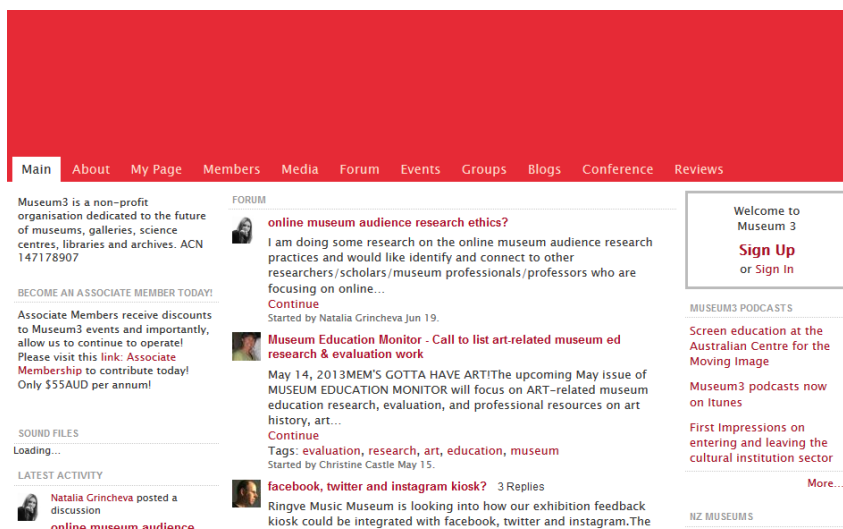 Main About My Page Members Media Forum Events Groups Blogs Conference Reviews
Museum3 is a non-profit
organisation dedicated to the future
of museums, galleries, science
centres, libraries and archives. ACN
147178907
BECOME AN ASSOCIATE MEMBER TODAY!
Associate Members receive discounts
to Museum3 events and importantly,
allow us to continue to operate!
Please visit this link: Associate
Membership to contribute today!
Only $55AUD per annum!
SOUND FILES
Loading...
LATEST ACTIVITY
Natalia Grincheva posted a
discussion
online museum audience
FORUM
online museum audience research ethics?
I am doing some research on the online museum audience research
practices and would like identify and connect to other
researchers/scholars/museum professionals/professors who are
focusing on online...
Continue
Started by Natalia Grincheva Jun 19.
Museum Education Monitor - Call to list art-related museum ed
research & evaluation work
May 14, 2013MEM'S GOTTA HAVE ART!The upcoming May issue of
MUSEUM EDUCATION MONITOR will focus on ART-related museum
education research, evaluation, and professional resources on art
history, art...
Continue
Tags: evaluation, research, art, education, museum
Started by Christine Castle May 15.
facebook, twitter and instagram kiosk? 3 Replies
Ringve Music Museum is looking into how our exhibition feedback
kiosk could be integrated with facebook, twitter and instagram.The
Welcome to
Museum 3
Sign Up
or Sign In
MUSEUM3 PODCASTS
Screen education at the
Australian Centre for the
Moving Image
Museum3 podcasts now
on Itunes
First Impressions on
entering and leaving the
cultural institution sector
More...
NZ MUSEUMS